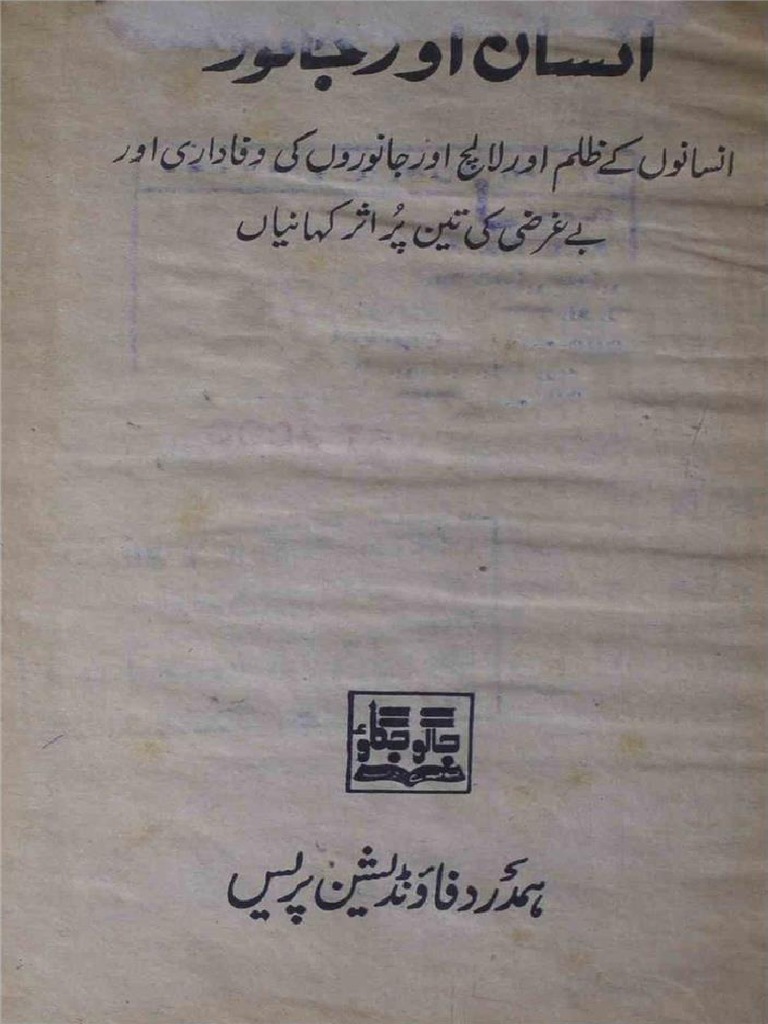 انسان اور جانور
انسانوں کے ظلم اور لالچ اور جانوروں کی وفاداری اور
بے غرضی کی تین پُر اثر کہانیاں
جاگو جگاؤ
ہمدرد فاؤنڈیشن پریس